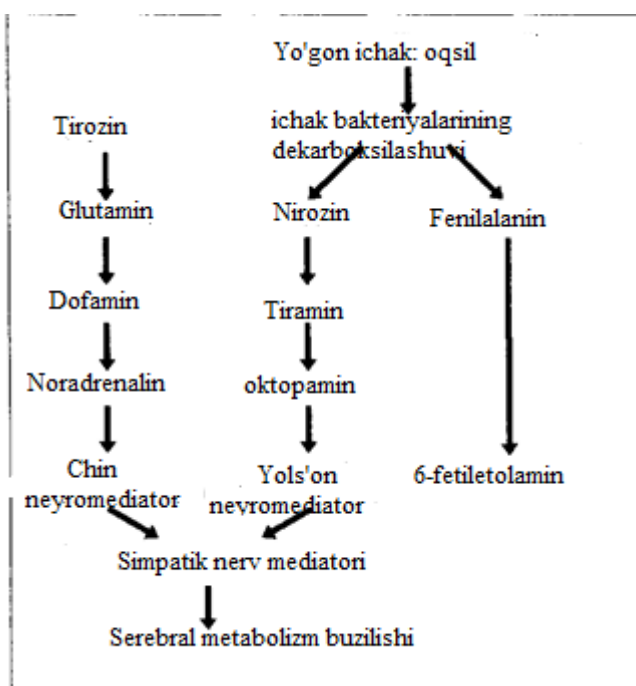 Yo'gon ichak: oqsil
ichak bakteriyalarining
dekarboksilashuvi
Tirozin
Glutamin
Nirozin
Fenilalanin
Dofamin
Tiramin
Noradrenalin
oktopamin
Chin
neyromediator
Yols'on
neyromediator
6-fetiletolamin
Simpatik nerv mediatori
Serebral metabolizm buzilishi